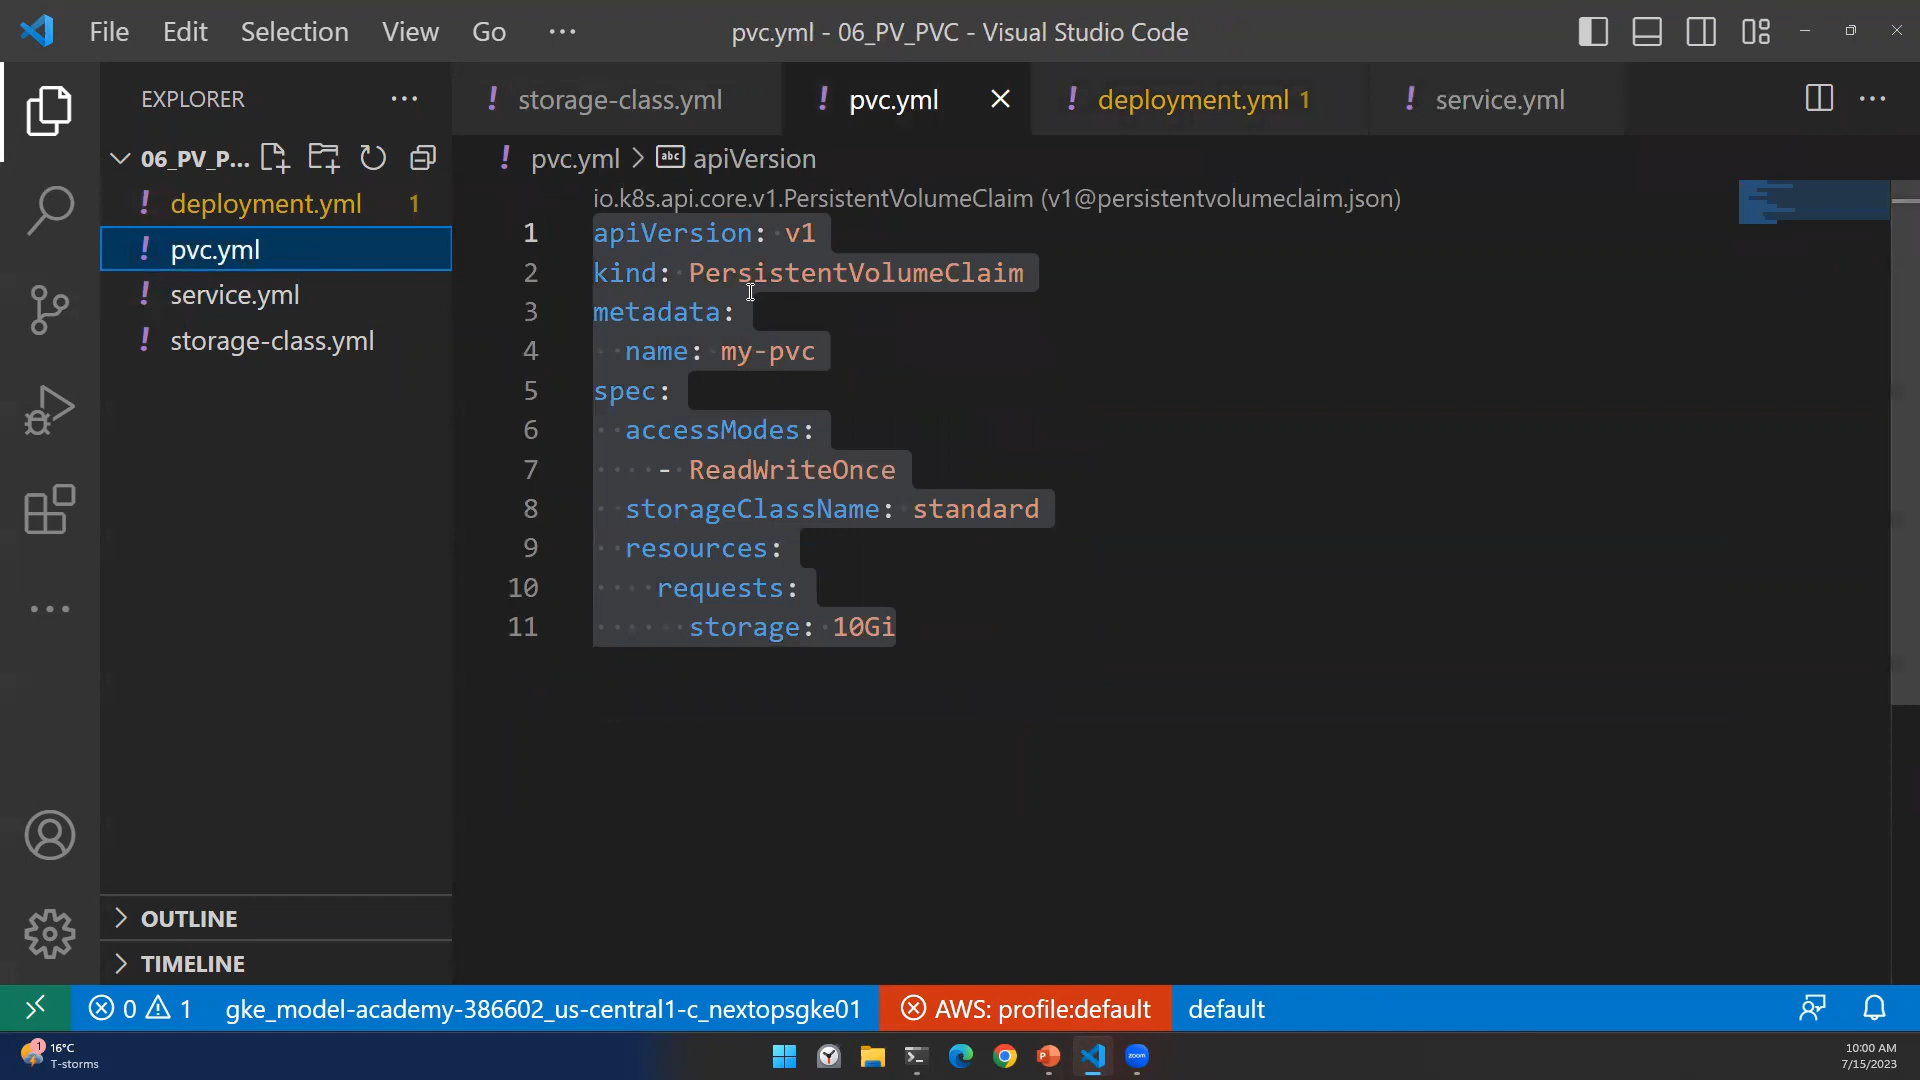 File Edit Selection View Go ···
pvc.yml - 06_PV_PVC - Visual Studio Code
EXPLORER ···
06_PV_P...
! deployment.yml 1
! pvc.yml
! service.yml
! storage-class.yml
OUTLINE
TIMELINE
! storage-class.yml ! pvc.yml ! deployment.yml 1 ! service.yml
! pvc.yml > abc apiVersion
io.k8s.api.core.v1.PersistentVolumeClaim (v1@persistentvolumeclaim.json)
1 apiVersion: v1
2 kind: PersistentVolumeClaim
3 metadata:
4   name: my-pvc
5 spec:
6   accessModes:
7     - ReadWriteOnce
8   storageClassName: standard
9   resources:
10     requests:
11       storage: 10Gi
0 1 gke_model-academy-386602_us-central1-c_nextopsgke01 AWS: profile:default default
1 16°C
T-storms
zoom
10:00 AM
7/15/2023